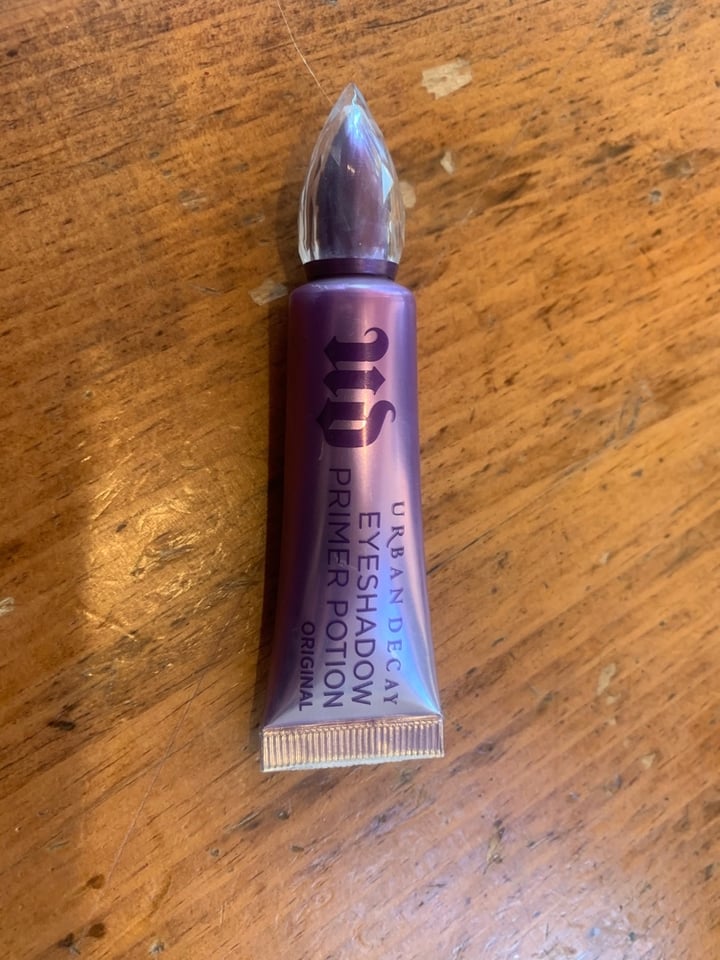 UD
URBAN DECAY
EYESHADOW
PRIMER POTION
ORIGINAL